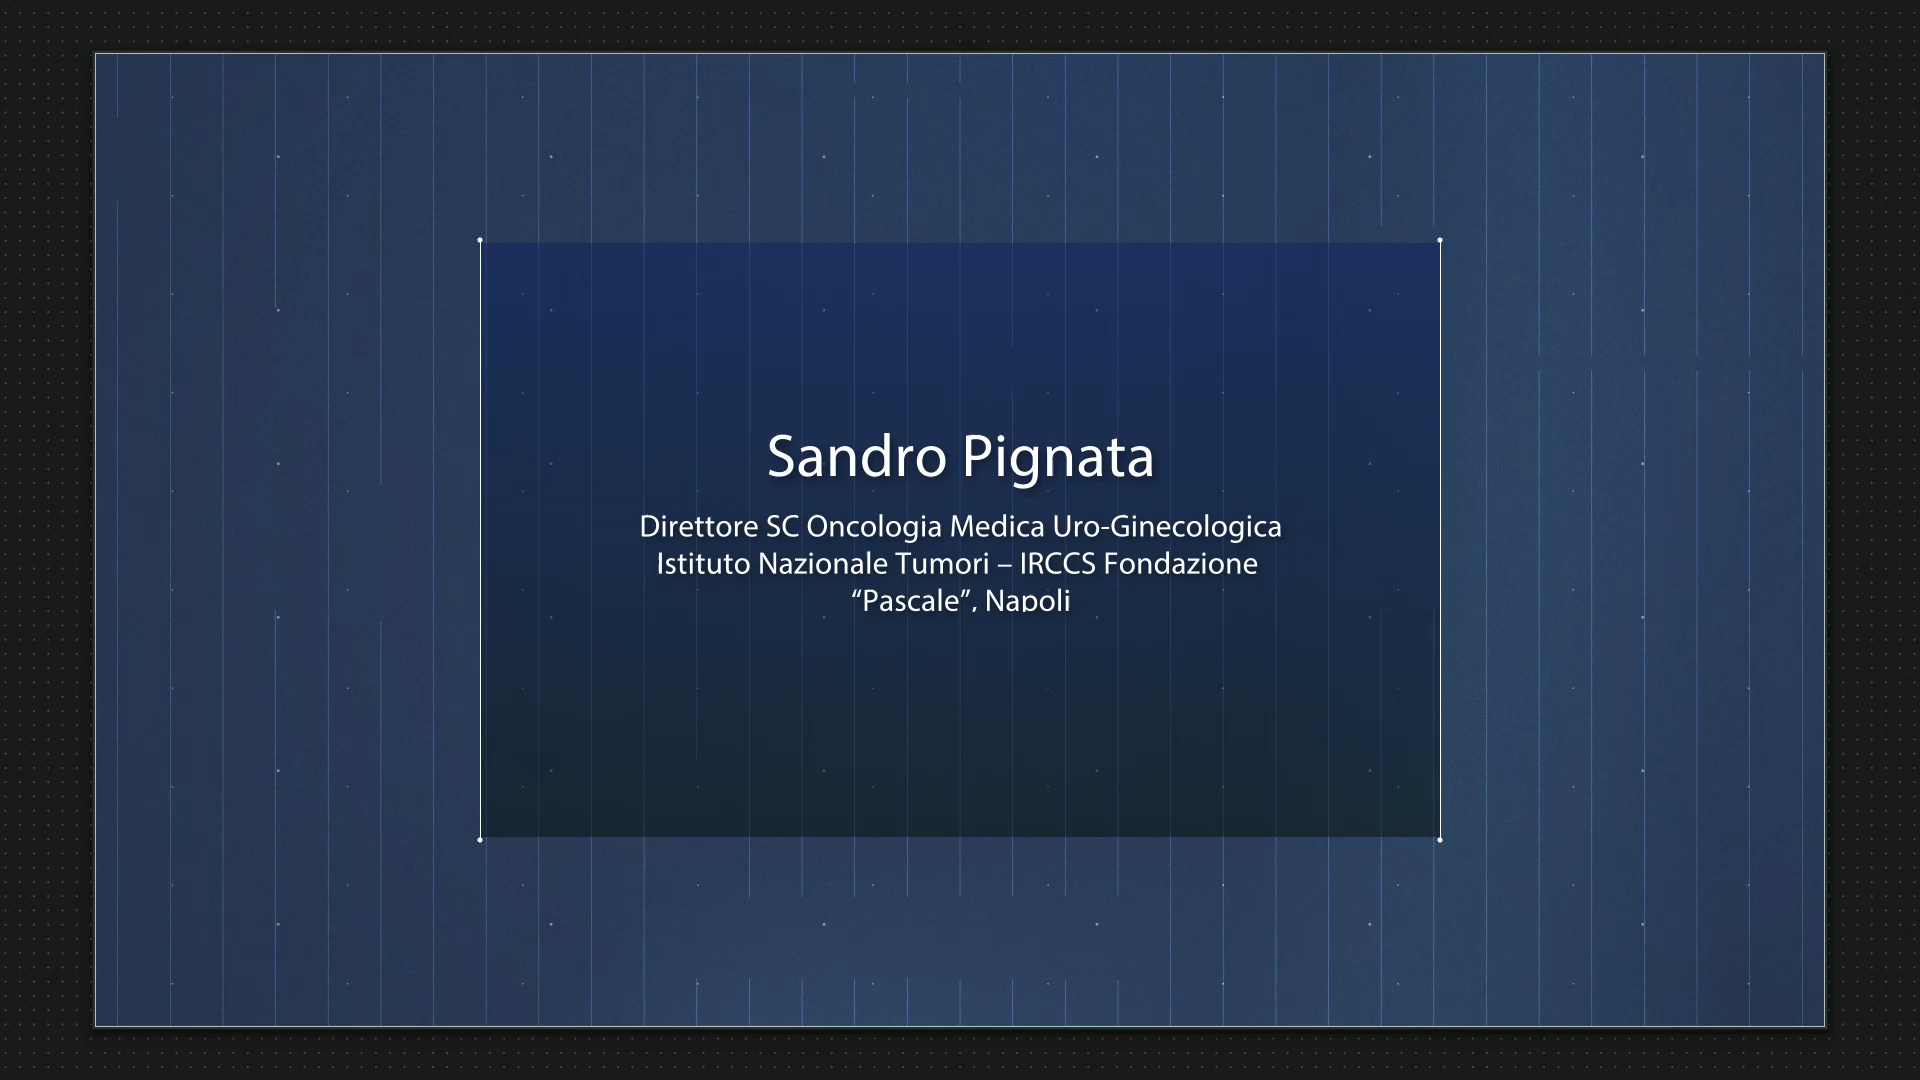 Sandro Pignata
Direttore SC Oncologia Medica Uro-Ginecologica
Istituto Nazionale Tumori – IRCCS Fondazione
“Pascale”, Napoli